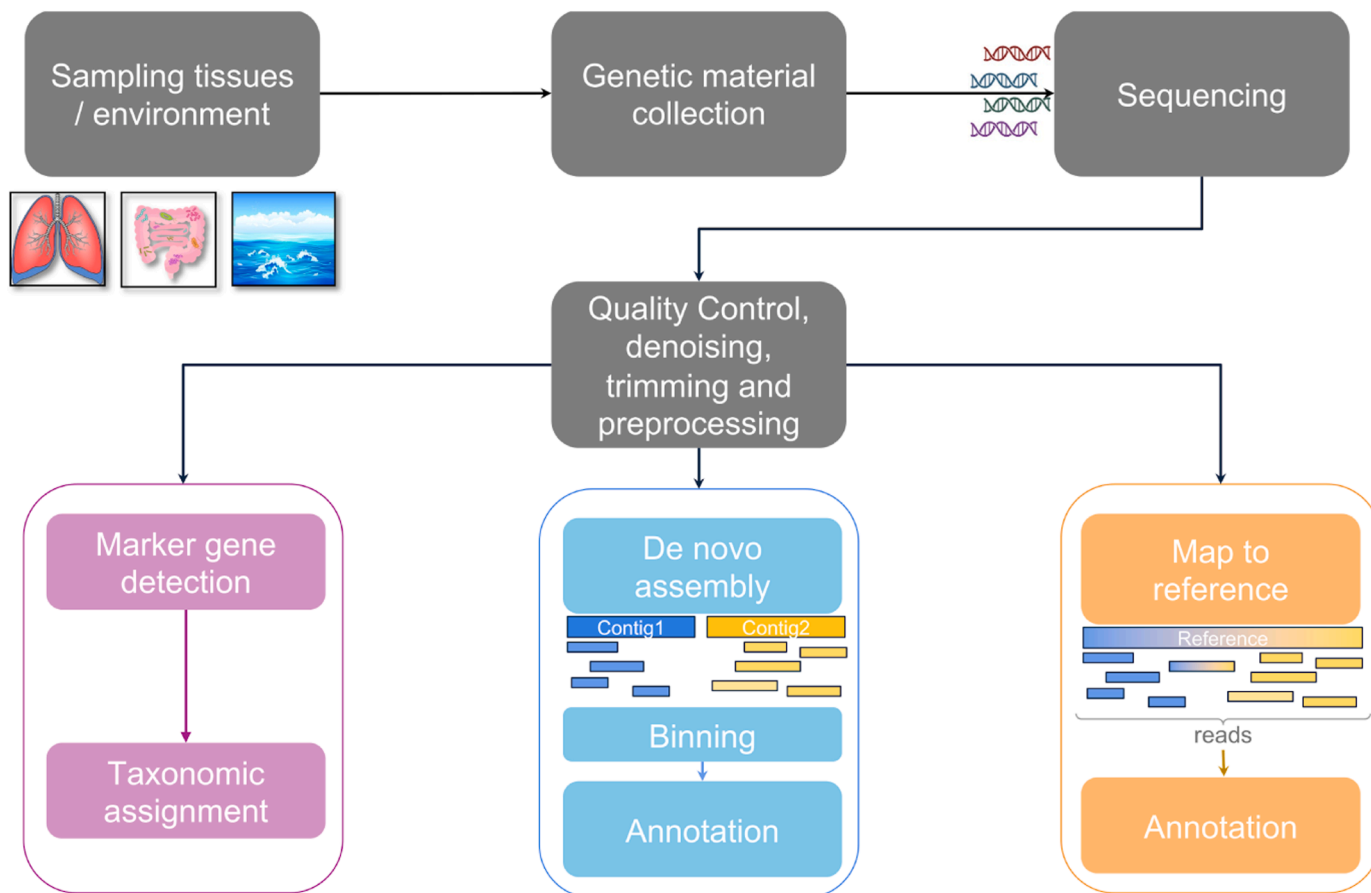 Sampling tissues
/ environment
Genetic material
collection
Sequencing
Quality Control,
denoising,
trimming and
preprocessing
Marker gene
detection
Taxonomic
assignment
De novo
assembly
Contig1
Contig2
Binning
Annotation
Map to
reference
Reference
reads
Annotation